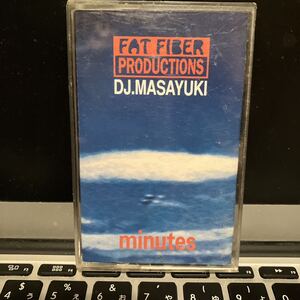 FAT FIBER
PRODUCTIONS
DJ.MASAYUKI
minutes